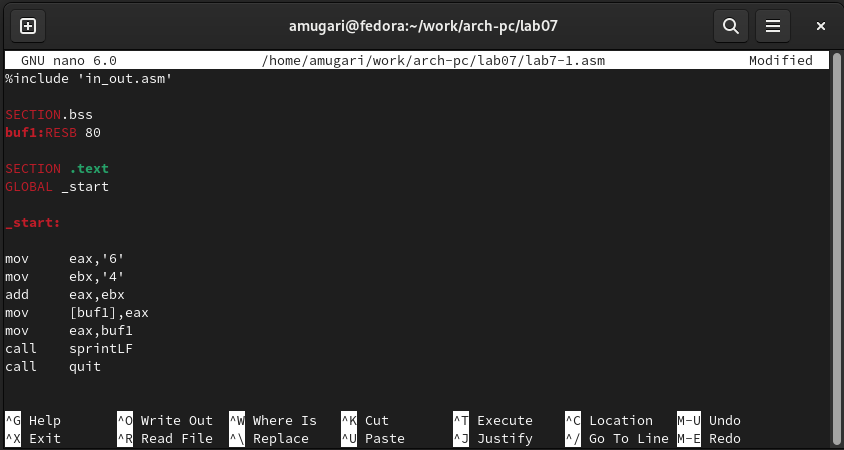 amugari@fedora:~/work/arch-pc/lab07
GNU nano 6.0 /home/amugari/work/arch-pc/lab07/lab7-1.asm Modified
%include 'in_out.asm'
SECTION.bss
buf1:RESB 80
SECTION .text
GLOBAL _start
_start:
mov eax,'6'
mov ebx,'4'
add eax,ebx
mov [buf1],eax
mov eax,buf1
call sprintLF
call quit
^G Help ^O Write Out ^W Where Is ^K Cut ^T Execute ^C Location M-U Undo
^X Exit ^R Read File ^\ Replace ^U Paste ^J Justify ^/ Go To Line M-E Redo